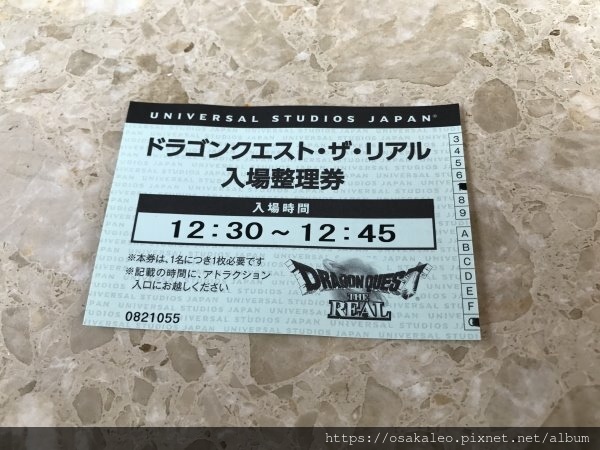 UNIVERSAL STUDIOS JAPAN®
ドラゴンクエスト・ザ・リアル
入場整理券
入場時間
12:30～12:45
※本券は、1名につき1枚必要です
※記載の時間に、アトラクション
入口にお越しください
DRAGON QUEST
THE
REAL
0821055
3
4
5
6
8
9
A
B
C
D
E
F
G
https://osakaleo.pixnet.net/album